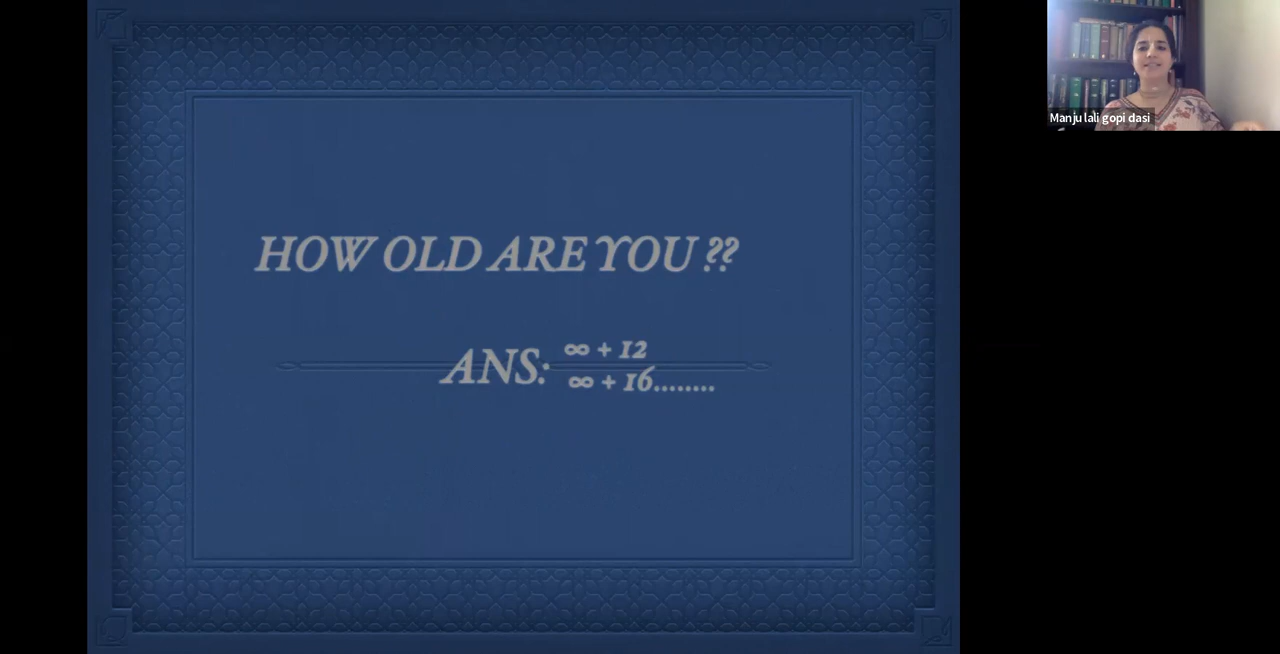 HOW OLD ARE YOU ??
ANS: ∞ + 12
∞ + 16........
Manju lali gopi dasi